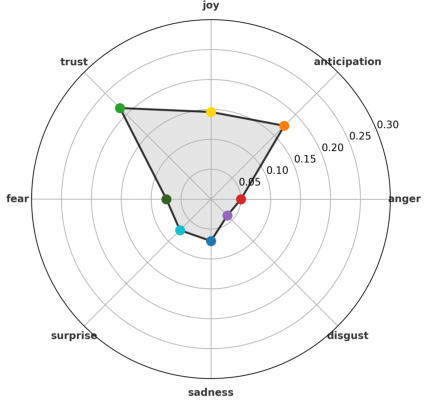 joy
trust
anticipation
0.30
0.25
0.20
0.15
0.10
0.05
fear
anger
surprise
disgust
sadness